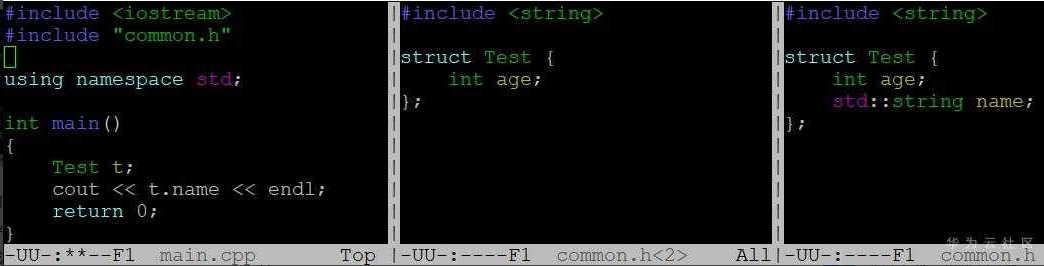 #include <iostream>
#include "common.h"
using namespace std;
int main()
{
Test t;
cout << t.name << endl;
return 0;
}
-UU-:**--F1 main.cpp Top
#include <string>
struct Test {
int age;
};
-UU-:----F1 common.h<2> All
#include <string>
struct Test {
int age;
std::string name;
};
-UU-:----F1 common.h
华为云社区